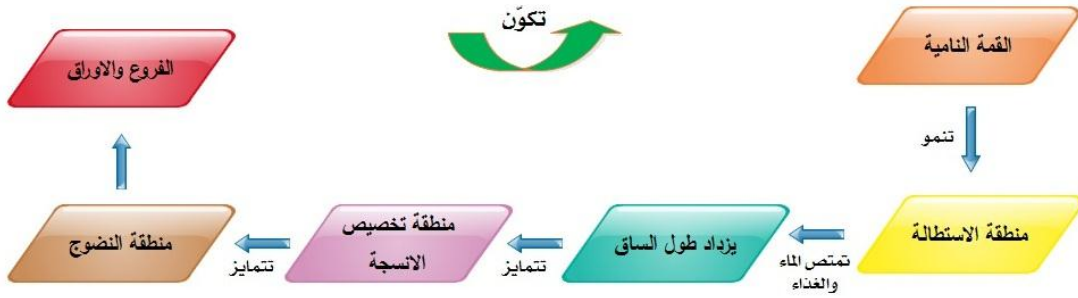 تكوّن
القمة النامية
تنمو
منطقة الاستطالة
تمتص الماء
والغذاء
يزداد طول الساق
تتمايز
منطقة تخصيص
الانسجة
تتمايز
منطقة النضوج
الفروع والاوراق